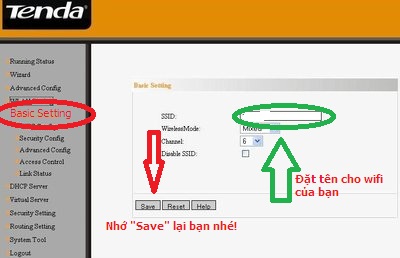 Tenda
Running Status
Wizard
Advanced Config
Basic Setting
Security Config
Advanced Config
Access Control
Link Status
DHCP Server
Virtual Server
Security Setting
Routing Setting
System Tool
Logout
Basic Setting
SSID:
WirelessMode:
Channel: 6
Disable SSID:
Save Reset Help
Đặt tên cho wifi
của bạn
Nhớ "Save" lại bạn nhé!